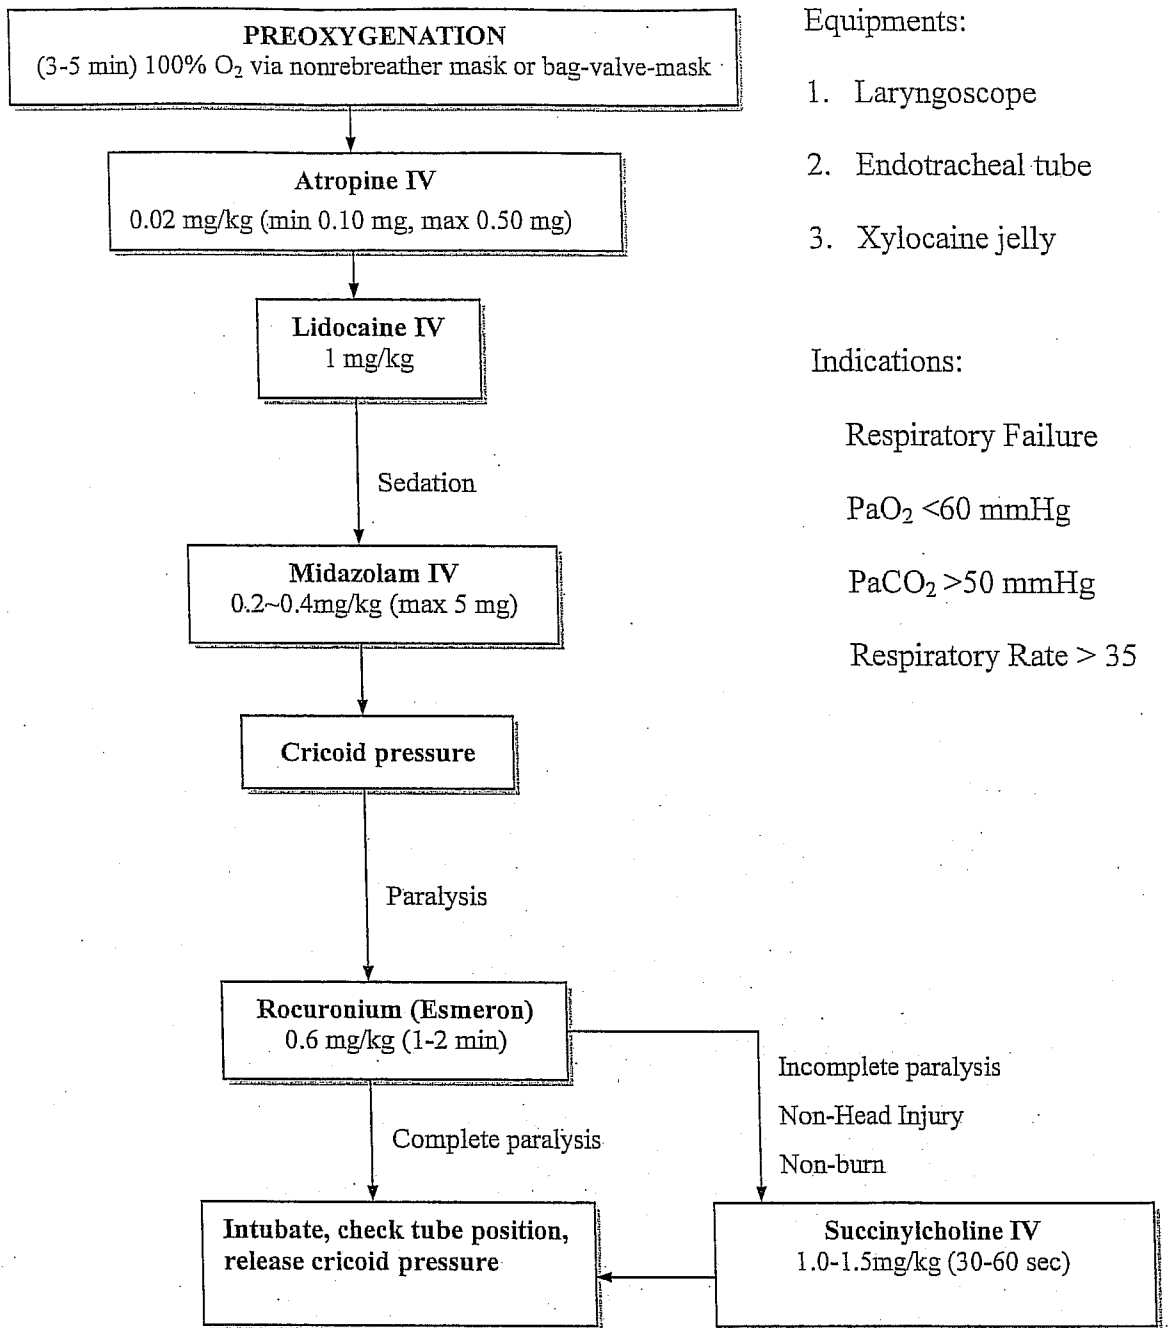 PREOXYGENATION
(3-5 min) 100% O₂ via nonrebreather mask or bag-valve-mask
Atropine IV
0.02 mg/kg (min 0.10 mg, max 0.50 mg)
Lidocaine IV
1 mg/kg
Sedation
Midazolam IV
0.2~0.4mg/kg (max 5 mg)
Cricoid pressure
Paralysis
Rocuronium (Esmeron)
0.6 mg/kg (1-2 min)
Complete paralysis
Incomplete paralysis
Non-Head Injury
Non-burn
Intubate, check tube position,
release cricoid pressure
Succinylcholine IV
1.0-1.5mg/kg (30-60 sec)
Equipments:
1. Laryngoscope
2. Endotracheal tube
3. Xylocaine jelly
Indications:
Respiratory Failure
PaO₂ <60 mmHg
PaCO₂ >50 mmHg
Respiratory Rate > 35